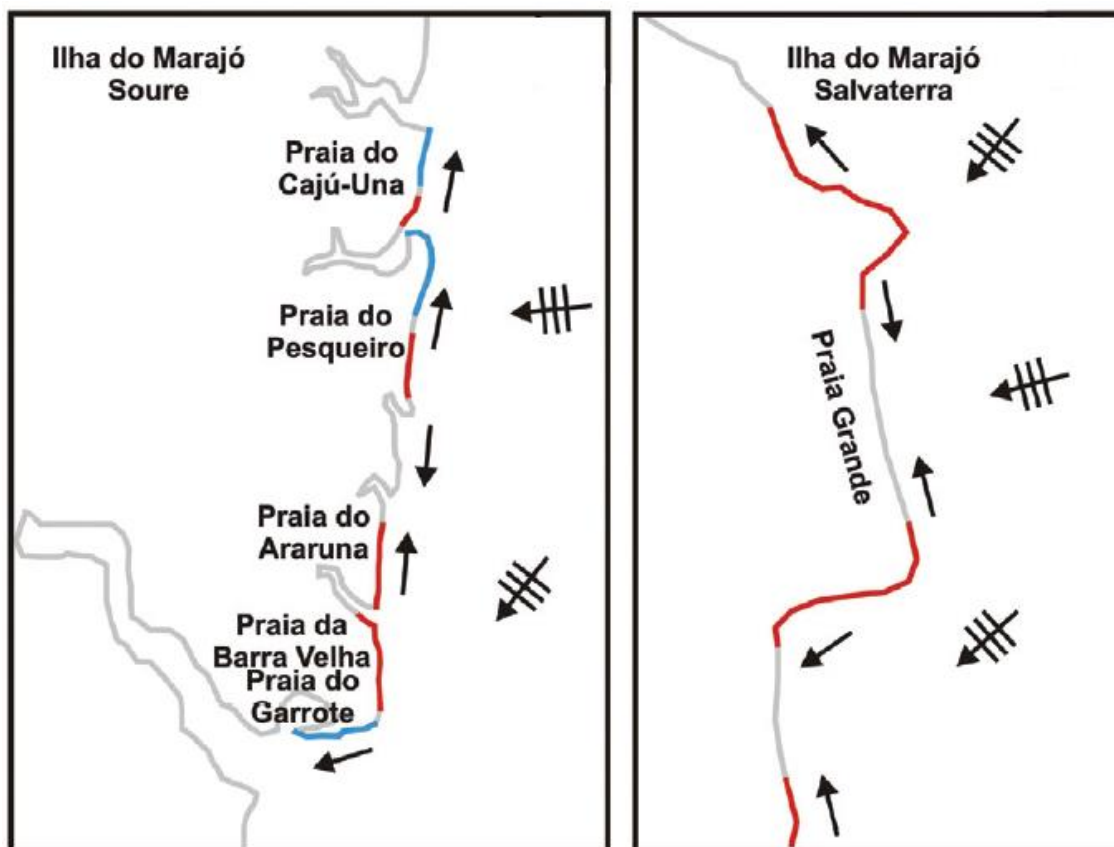 Ilha do Marajó
Soure
Praia do
Cajú-Una
Praia do
Pesqueiro
Praia do
Araruna
Praia da
Barra Velha
Praia do
Garrote
Ilha do Marajó
Salvaterra
Praia Grande